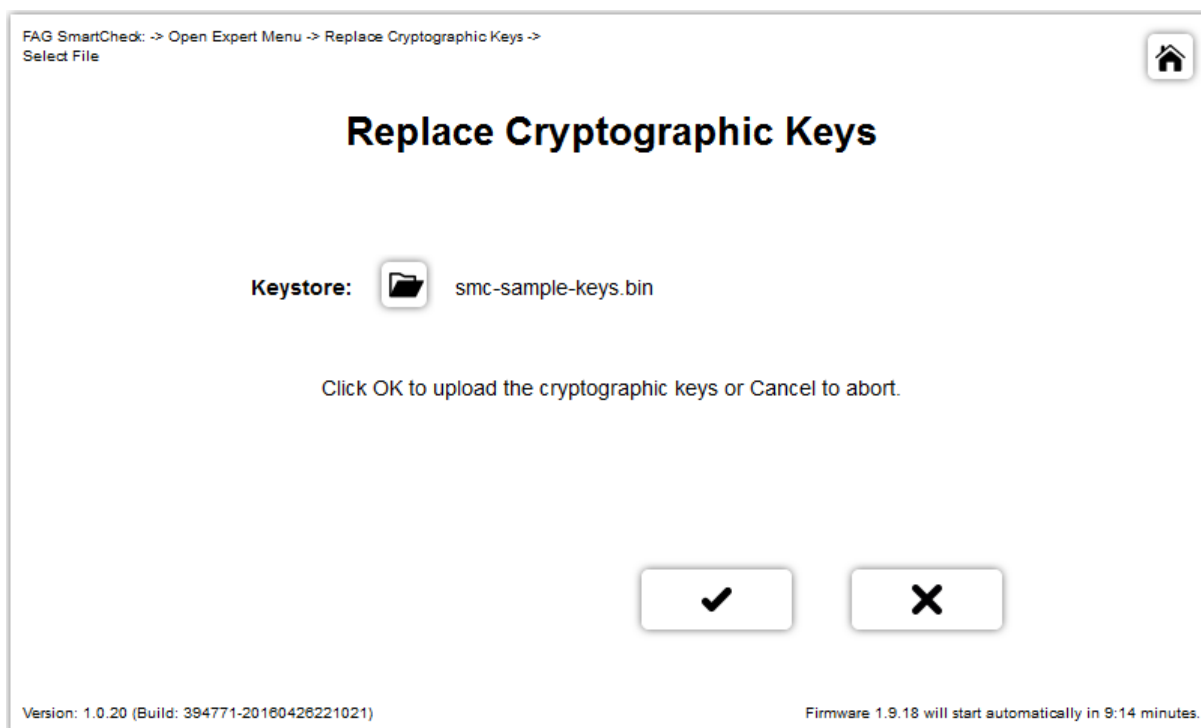 FAG SmartCheck: -> Open Expert Menu -> Replace Cryptographic Keys ->
Select File
Replace Cryptographic Keys
Keystore: smc-sample-keys.bin
Click OK to upload the cryptographic keys or Cancel to abort.
Version: 1.0.20 (Build: 394771-20160426221021) Firmware 1.9.18 will start automatically in 9:14 minutes.